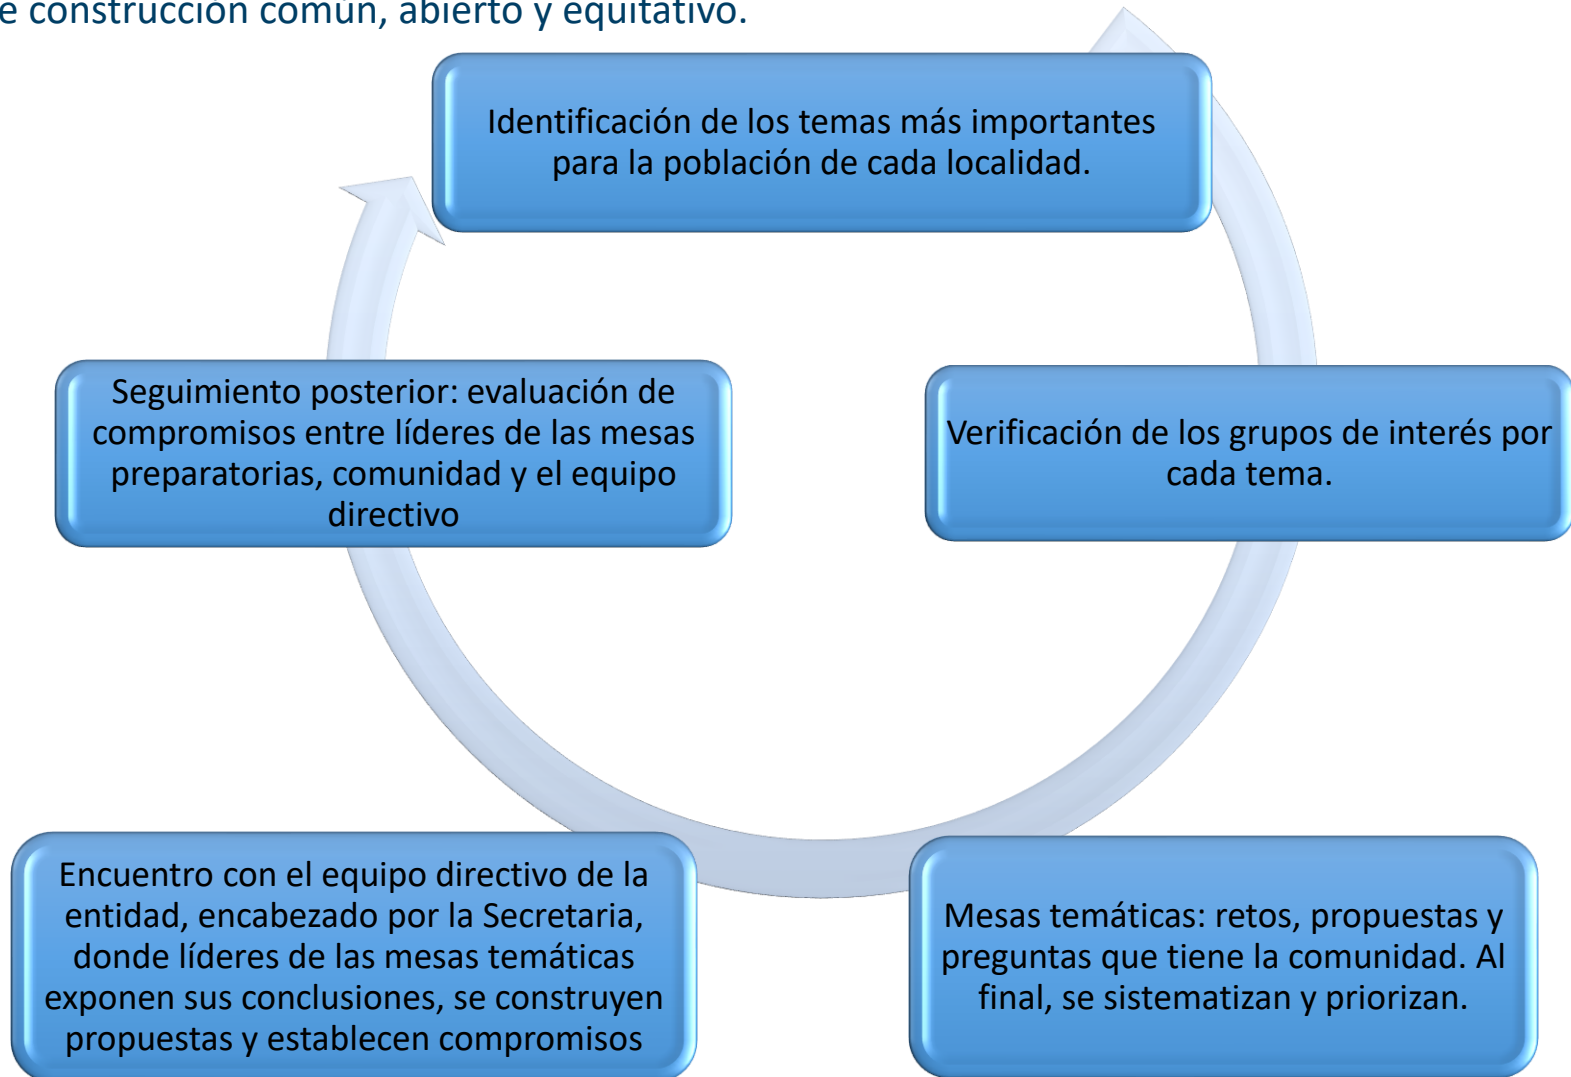 e construcción común, abierto y equitativo.
Identificación de los temas más importantes
para la población de cada localidad.
Verificación de los grupos de interés por
cada tema.
Mesas temáticas: retos, propuestas y
preguntas que tiene la comunidad. Al
final, se sistematizan y priorizan.
Encuentro con el equipo directivo de la
entidad, encabezado por la Secretaria,
donde líderes de las mesas temáticas
exponen sus conclusiones, se construyen
propuestas y establecen compromisos
Seguimiento posterior: evaluación de
compromisos entre líderes de las mesas
preparatorias, comunidad y el equipo
directivo